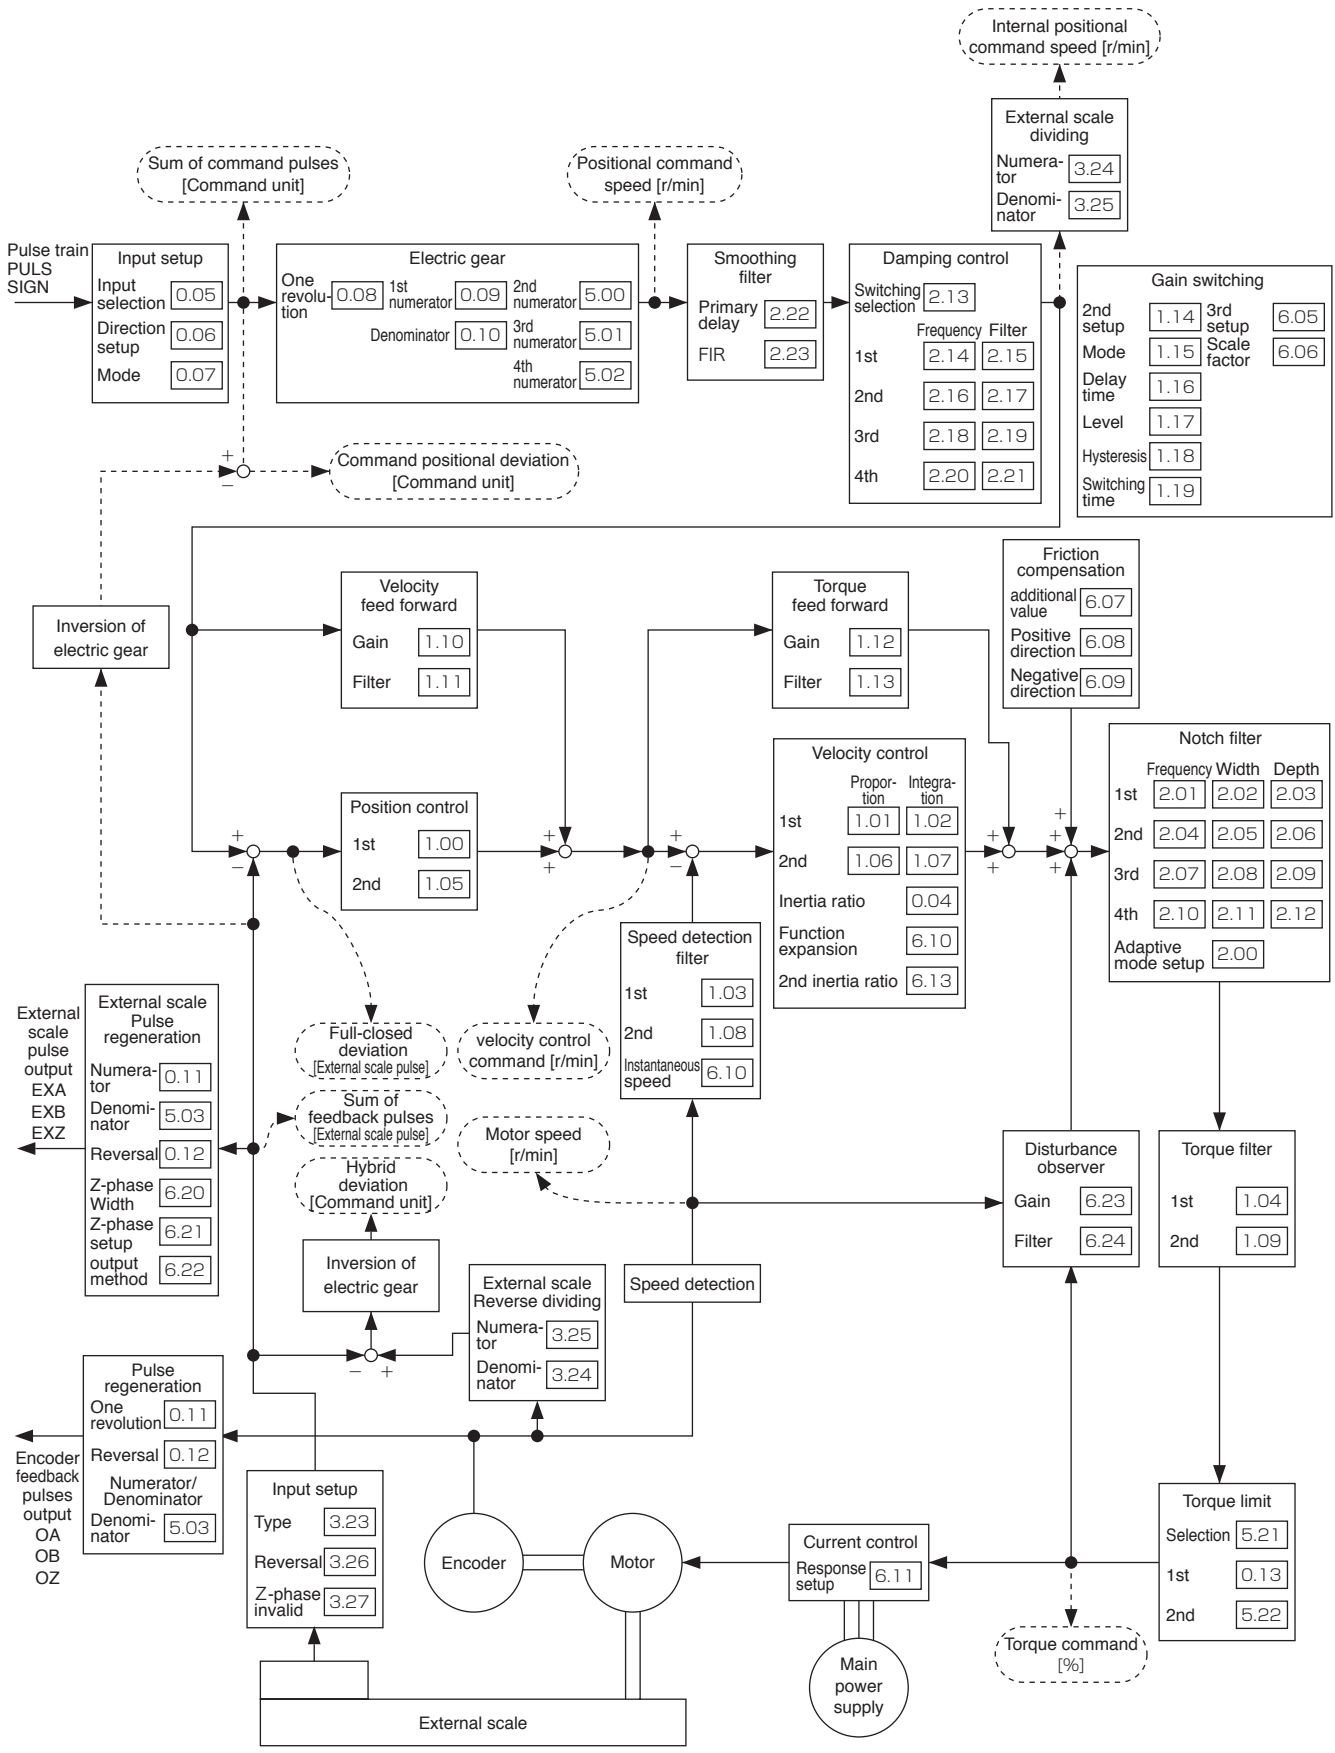 Internal positional
command speed [r/min]
External scale
dividing
Numera-
tor 3.24
Denomi-
nator 3.25
Sum of command pulses
[Command unit]
Positional command
speed [r/min]
Pulse train
PULS
SIGN
Input setup
Input
selection 0.05
Direction
setup 0.06
Mode 0.07
Electric gear
One
revolu-
tion 0.08
1st
numerator 0.09
2nd
numerator 5.00
Denominator 0.10
3rd
numerator 5.01
4th
numerator 5.02
Smoothing
filter
Primary
delay 2.22
FIR 2.23
Damping control
Switching
selection 2.13
Frequency Filter
1st 2.14 2.15
2nd 2.16 2.17
3rd 2.18 2.19
4th 2.20 2.21
Gain switching
2nd
setup 1.14
3rd
setup 6.05
Mode 1.15
Scale
factor 6.06
Delay
time 1.16
Level 1.17
Hysteresis 1.18
Switching
time 1.19
+
−
Command positional deviation
[Command unit]
Inversion of
electric gear
Velocity
feed forward
Gain 1.10
Filter 1.11
Torque
feed forward
Gain 1.12
Filter 1.13
Friction
compensation
additional
value 6.07
Positive
direction 6.08
Negative
direction 6.09
+
−
Position control
1st 1.00
2nd 1.05
+
+
+
−
Velocity control
Propor-
tion
Integra-
tion
1st 1.01 1.02
2nd 1.06 1.07
Inertia ratio 0.04
Function
expansion 6.10
2nd inertia ratio 6.13
+
+
+
+
+
Notch filter
Frequency Width Depth
1st 2.01 2.02 2.03
2nd 2.04 2.05 2.06
3rd 2.07 2.08 2.09
4th 2.10 2.11 2.12
Adaptive
mode setup 2.00
Speed detection
filter
1st 1.03
2nd 1.08
Instantaneous
speed 6.10
External
scale
pulse
output
EXA
EXB
EXZ
External scale
Pulse
regeneration
Numera-
tor 0.11
Denomi-
nator 5.03
Reversal 0.12
Z-phase
Width 6.20
Z-phase
setup 6.21
output
method 6.22
Full-closed
deviation
[External scale pulse]
velocity control
command [r/min]
Sum of
feedback pulses
[External scale pulse]
Motor speed
[r/min]
Hybrid
deviation
[Command unit]
Inversion of
electric gear
− +
External scale
Reverse dividing
Numera-
tor 3.25
Denomi-
nator 3.24
Speed detection
Disturbance
observer
Gain 6.23
Filter 6.24
Torque filter
1st 1.04
2nd 1.09
Pulse
regeneration
One
revolution 0.11
Reversal 0.12
Numerator/
Denominator
Denomi-
nator 5.03
Encoder
feedback
pulses
output
OA
OB
OZ
Input setup
Type 3.23
Reversal 3.26
Z-phase
invalid 3.27
Encoder
Motor
Current control
Response
setup 6.11
Torque limit
Selection 5.21
1st 0.13
2nd 5.22
Main
power
supply
Torque command
[%]
External scale